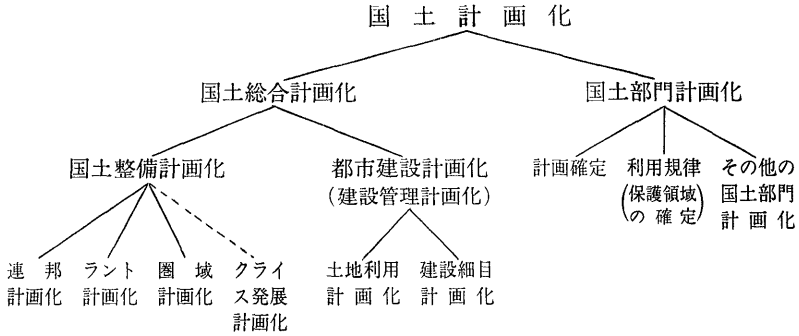 国土計画化
国土総合計画化
国土部門計画化
国土整備計画化
都市建設計画化
(建設管理計画化)
計画確定
利用規律
(保護領域
の確定)
その他の
国土部門
計画化
連邦
計画化
ラント
計画化
圏域
計画化
クライ
ス発展
計画化
土地利用
計画化
建設細目
計画化